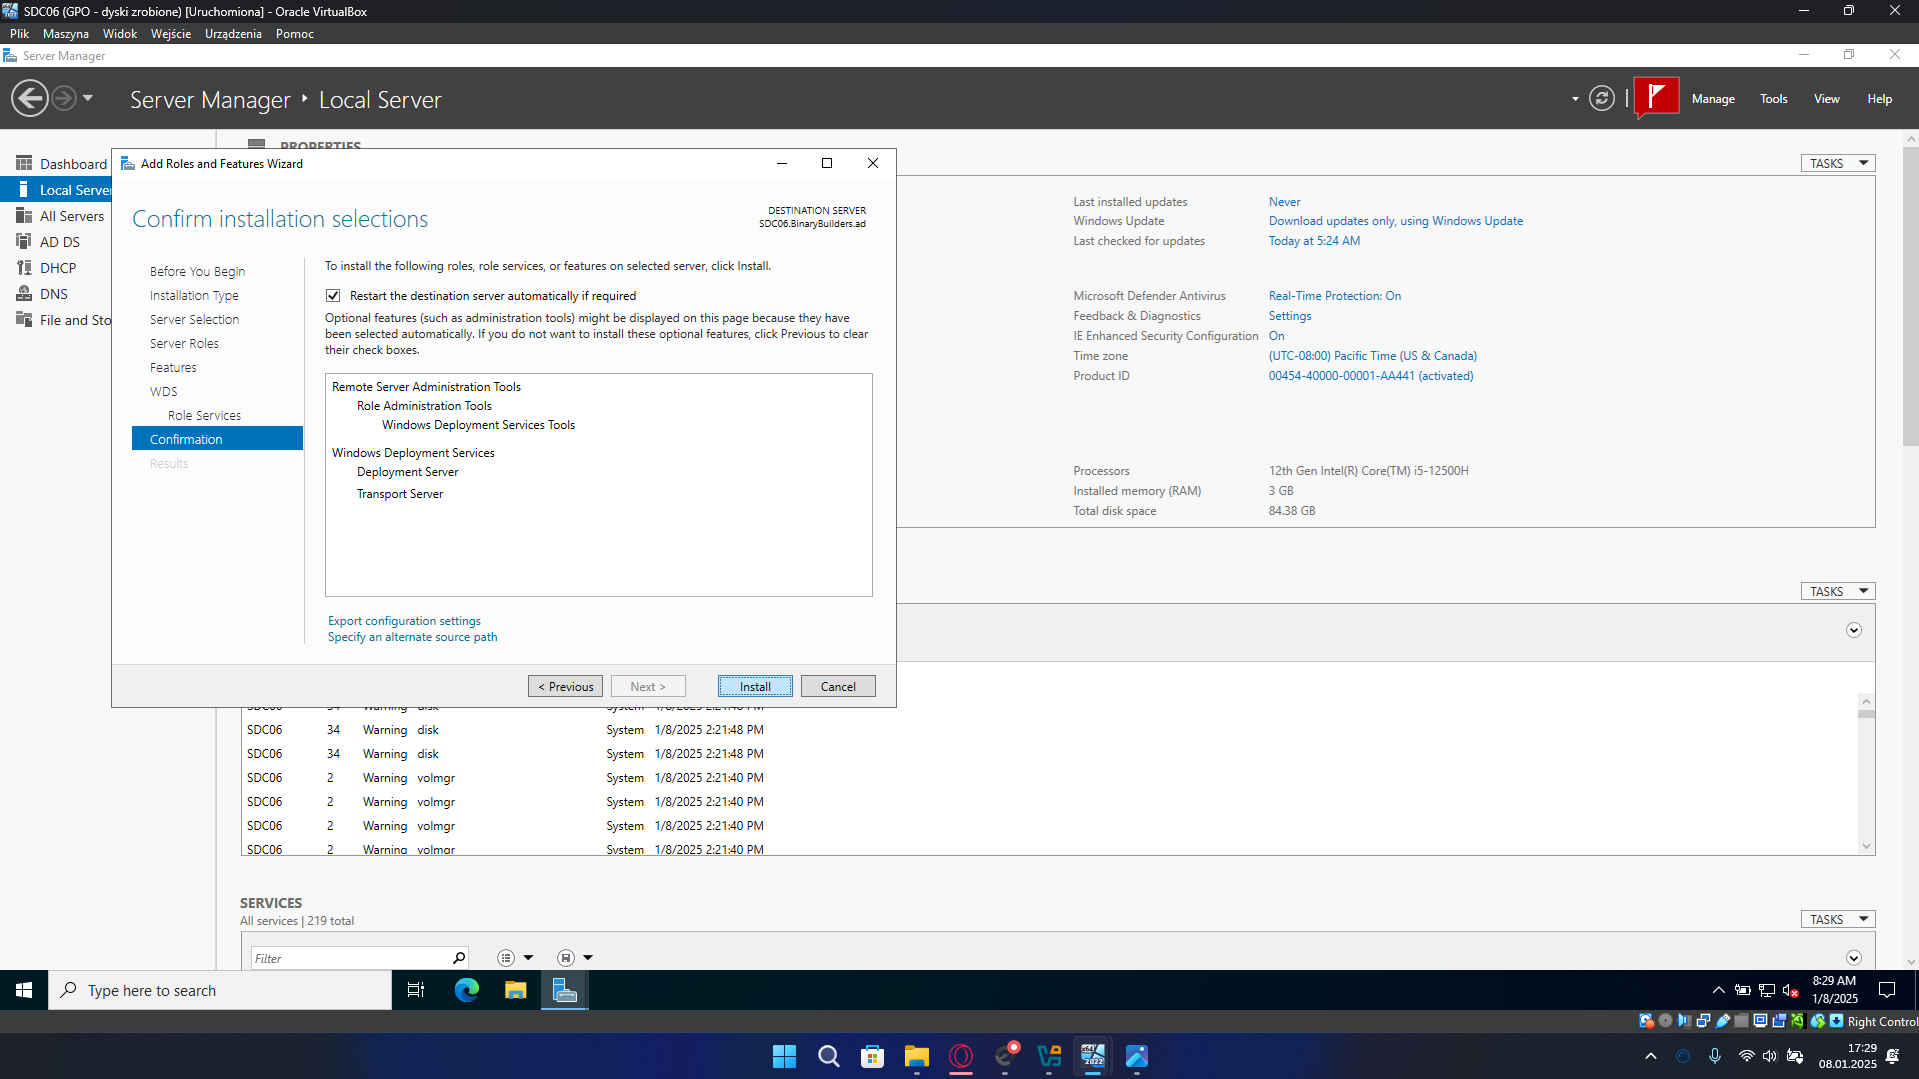 SDC06 (GPO - dyski zrobione) [Uruchomiona] - Oracle VirtualBox
Plik Maszyna Widok Wejście Urządzenia Pomoc
Server Manager
Server Manager ‣ Local Server
Manage Tools View Help
Dashboard
Local Server
All Servers
AD DS
DHCP
DNS
File and Sto
PROPERTIES
TASKS
Add Roles and Features Wizard
Confirm installation selections
DESTINATION SERVER
SDC06.BinaryBuilders.ad
Before You Begin
Installation Type
Server Selection
Server Roles
Features
WDS
Role Services
Confirmation
Results
To install the following roles, role services, or features on selected server, click Install.
Restart the destination server automatically if required
Optional features (such as administration tools) might be displayed on this page because they have
been selected automatically. If you do not want to install these optional features, click Previous to clear
their check boxes.
Remote Server Administration Tools
Role Administration Tools
Windows Deployment Services Tools
Windows Deployment Services
Deployment Server
Transport Server
Export configuration settings
Specify an alternate source path
< Previous Next > Install Cancel
Last installed updates Never
Windows Update Download updates only, using Windows Update
Last checked for updates Today at 5:24 AM
Microsoft Defender Antivirus Real-Time Protection: On
Feedback & Diagnostics Settings
IE Enhanced Security Configuration On
Time zone (UTC-08:00) Pacific Time (US & Canada)
Product ID 00454-40000-00001-AA441 (activated)
Processors 12th Gen Intel(R) Core(TM) i5-12500H
Installed memory (RAM) 3 GB
Total disk space 84.38 GB
TASKS
SDC06 34 Warning disk System 1/8/2025 2:21:48 PM
SDC06 34 Warning disk System 1/8/2025 2:21:48 PM
SDC06 34 Warning disk System 1/8/2025 2:21:48 PM
SDC06 2 Warning volmgr System 1/8/2025 2:21:40 PM
SDC06 2 Warning volmgr System 1/8/2025 2:21:40 PM
SDC06 2 Warning volmgr System 1/8/2025 2:21:40 PM
SDC06 2 Warning volmgr System 1/8/2025 2:21:40 PM
SERVICES
All services | 219 total
TASKS
Filter
Type here to search
8:29 AM
1/8/2025
Right Control
x64
2022
17:29
08.01.2025